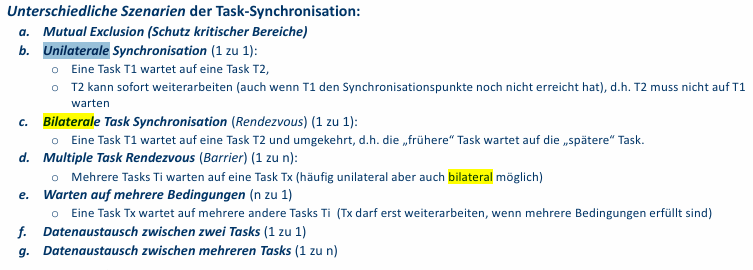 Unterschiedliche Szenarien der Task-Synchronisation:
a. Mutual Exclusion (Schutz kritischer Bereiche)
b. Unilaterale Synchronisation (1 zu 1):
o Eine Task T1 wartet auf eine Task T2,
o T2 kann sofort weiterarbeiten (auch wenn T1 den Synchronisationspunkte noch nicht erreicht hat), d.h. T2 muss nicht auf T1
warten
c. Bilaterale Task Synchronisation (Rendezvous) (1 zu 1):
o Eine Task T1 wartet auf eine Task T2 und umgekehrt, d.h. die „frühere“ Task wartet auf die „spätere“ Task.
d. Multiple Task Rendezvous (Barrier) (1 zu n):
o Mehrere Tasks Ti warten auf eine Task Tx (häufig unilateral aber auch bilateral möglich)
e. Warten auf mehrere Bedingungen (n zu 1)
o Eine Task Tx wartet auf mehrere andere Tasks Ti (Tx darf erst weiterarbeiten, wenn mehrere Bedingungen erfüllt sind)
f. Datenaustausch zwischen zwei Tasks (1 zu 1)
g. Datenaustausch zwischen mehreren Tasks (1 zu n)